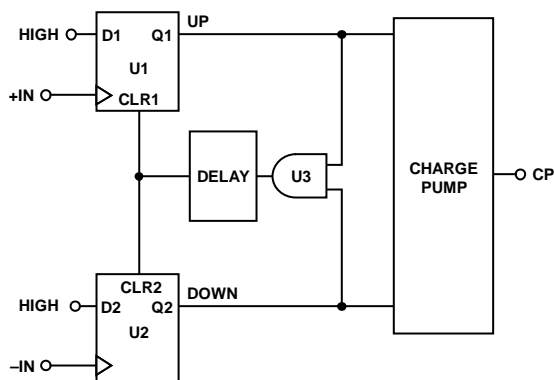 HIGH
D1
Q1
UP
U1
+IN
CLR1
DELAY
U3
CHARGE
PUMP
CP
CLR2
DOWN
HIGH
D2
Q2
U2
–IN